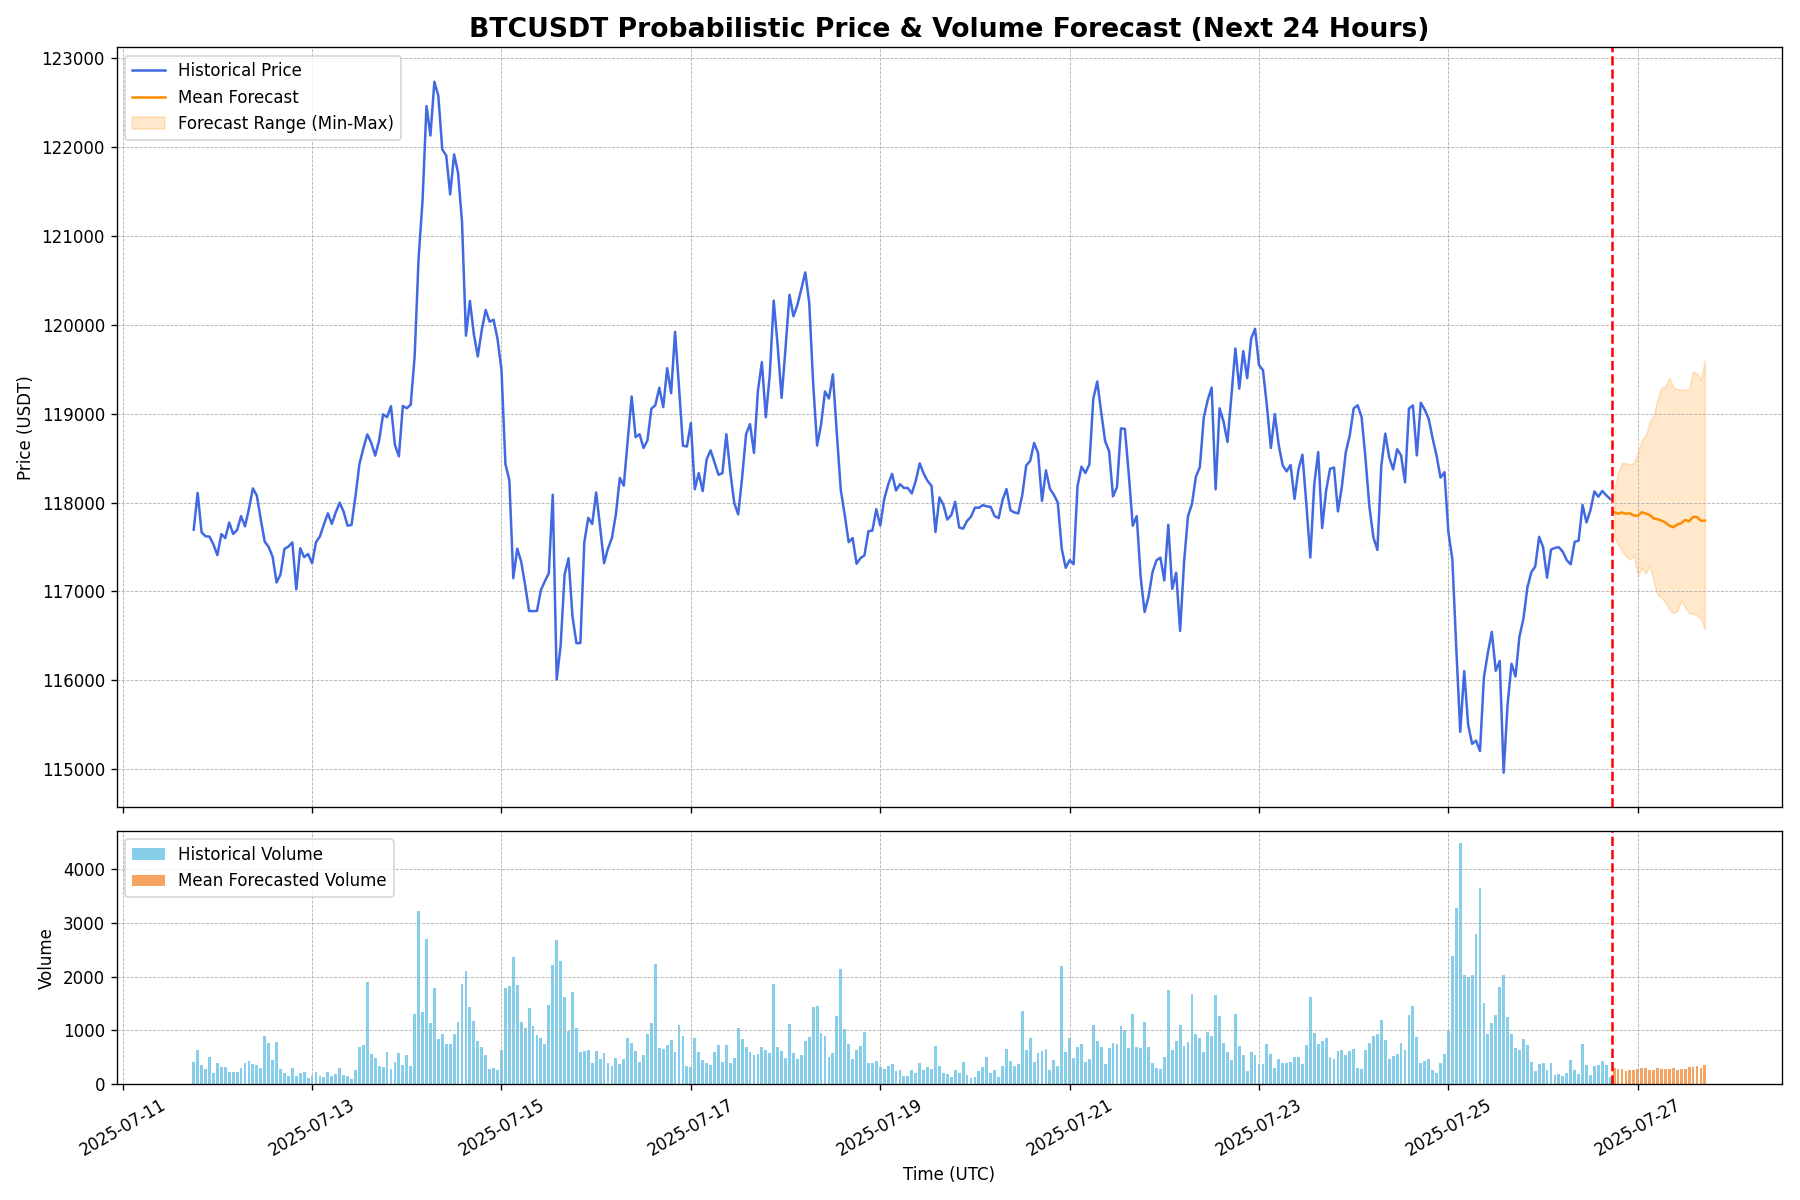 BTCUSDT Probabilistic Price & Volume Forecast (Next 24 Hours)
Historical Price
Mean Forecast
Forecast Range (Min-Max)
123000
122000
121000
120000
119000
118000
117000
116000
115000
Price (USDT)
Historical Volume
Mean Forecasted Volume
4000
3000
2000
1000
0
Volume
2025-07-11
2025-07-13
2025-07-15
2025-07-17
2025-07-19
2025-07-21
2025-07-23
2025-07-25
2025-07-27
Time (UTC)